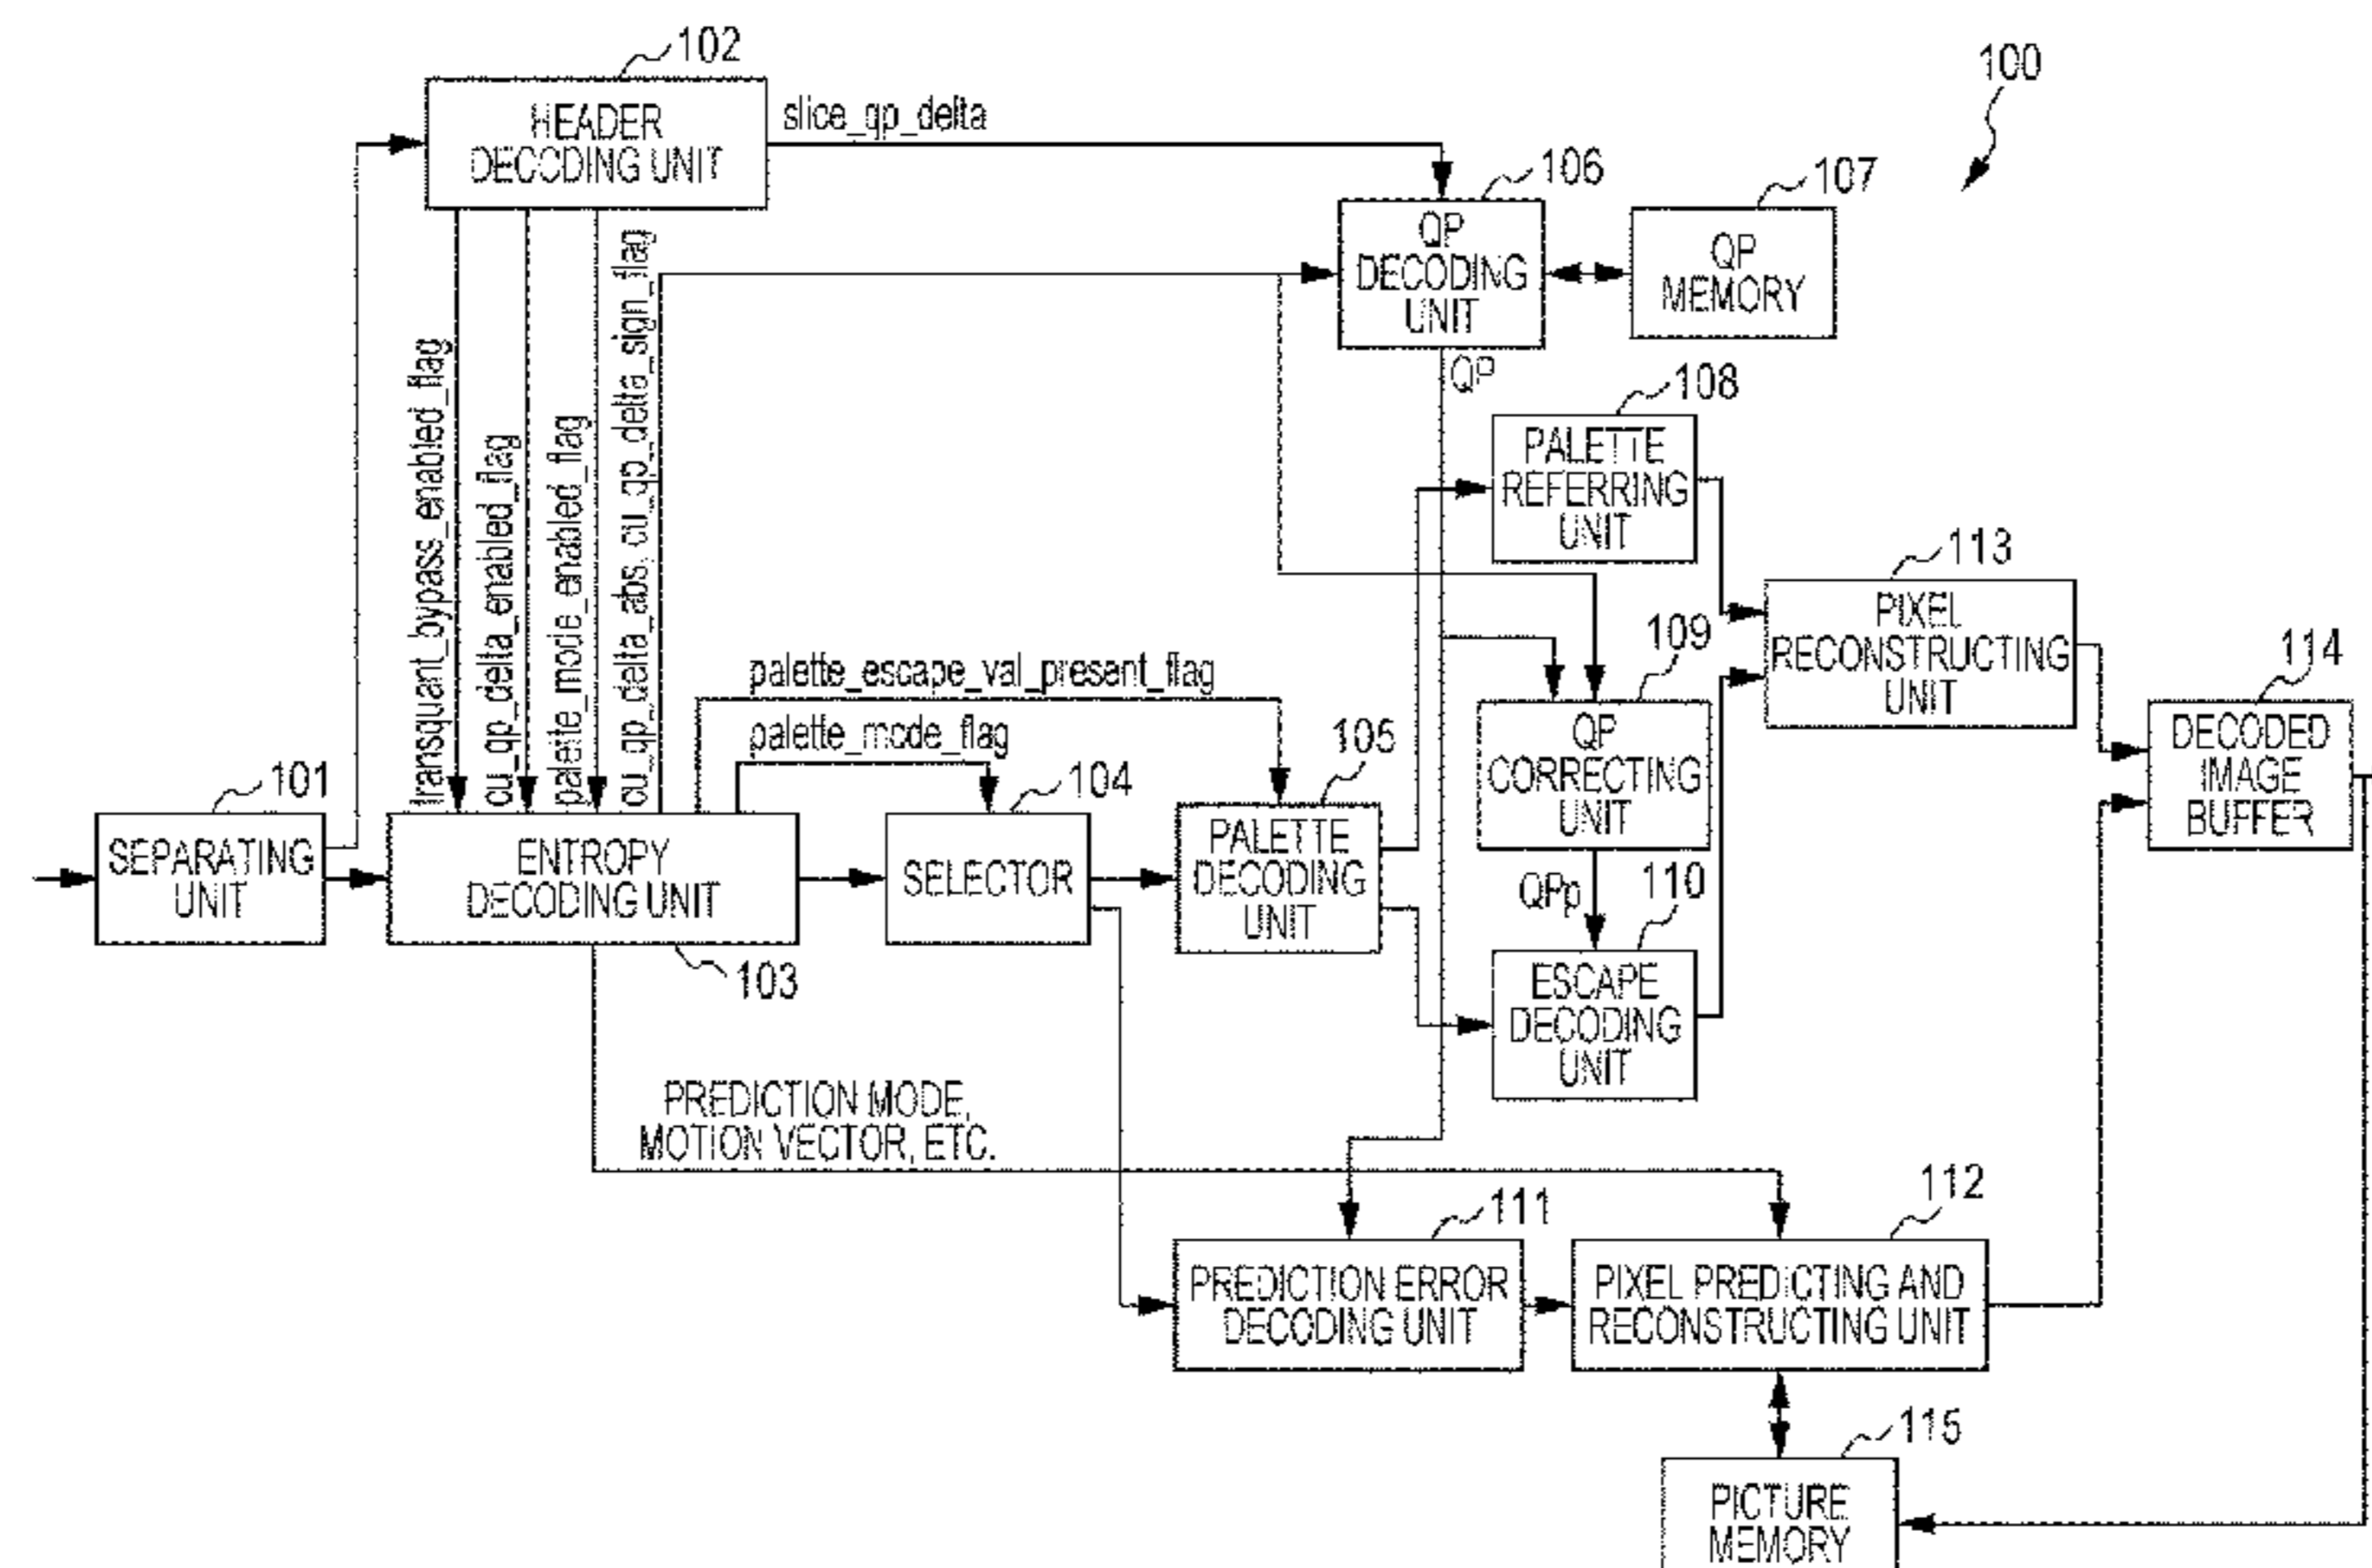 102
HEADER
DECODING UNIT
slice_qp_delta
100
106
QP
DECODING
UNIT
107
QP
MEMORY
transquant_bypass_enabled_flag
cu_qp_delta_enabled_flag
palette_mode_enabled_flag
cu_qp_delta_abs, cu_qp_delta_sign_flag
QP
108
PALETTE
REFERRING
UNIT
113
PIXEL
RECONSTRUCTING
UNIT
palette_escape_val_present_flag
palette_mode_flag
109
QP
CORRECTING
UNIT
114
DECODED
IMAGE
BUFFER
101
SEPARATING
UNIT
ENTROPY
DECODING UNIT
103
104
SELECTOR
105
PALETTE
DECODING
UNIT
QPp
110
ESCAPE
DECODING
UNIT
PREDICTION MODE,
MOTION VECTOR, ETC.
111
PREDICTION ERROR
DECODING UNIT
112
PIXEL PREDICTING AND
RECONSTRUCTING UNIT
115
PICTURE
MEMORY